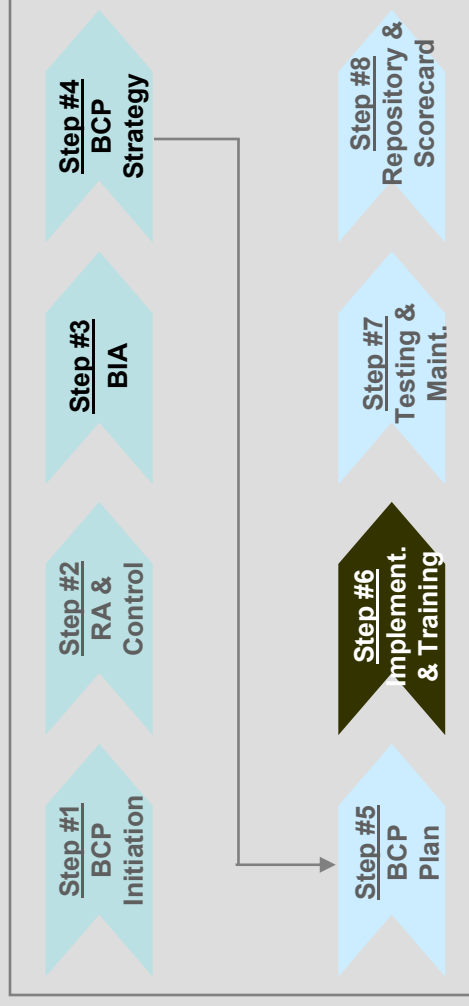 Step #1
BCP
Initiation
Step #2
RA &
Control
Step #3
BIA
Step #4
BCP
Strategy
Step #5
BCP
Plan
Step #6
Implement.
& Training
Step #7
Testing &
Maint.
Step #8
Repository &
Scorecard